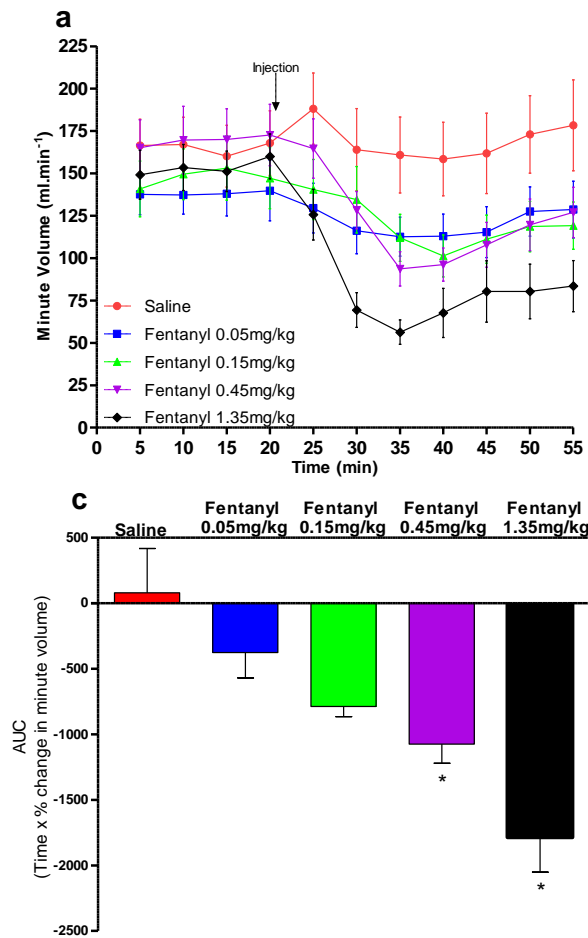 a
225
200
175
150
125
100
75
50
25
0
Minute Volume (ml.min⁻¹)
Injection
Saline
Fentanyl 0.05mg/kg
Fentanyl 0.15mg/kg
Fentanyl 0.45mg/kg
Fentanyl 1.35mg/kg
0 5 10 15 20 25 30 35 40 45 50 55
Time (min)
c
Saline
Fentanyl
0.05mg/kg
Fentanyl
0.15mg/kg
Fentanyl
0.45mg/kg
Fentanyl
1.35mg/kg
500
0
-500
-1000
-1500
-2000
-2500
AUC
(Time x % change in minute volume)
*
*